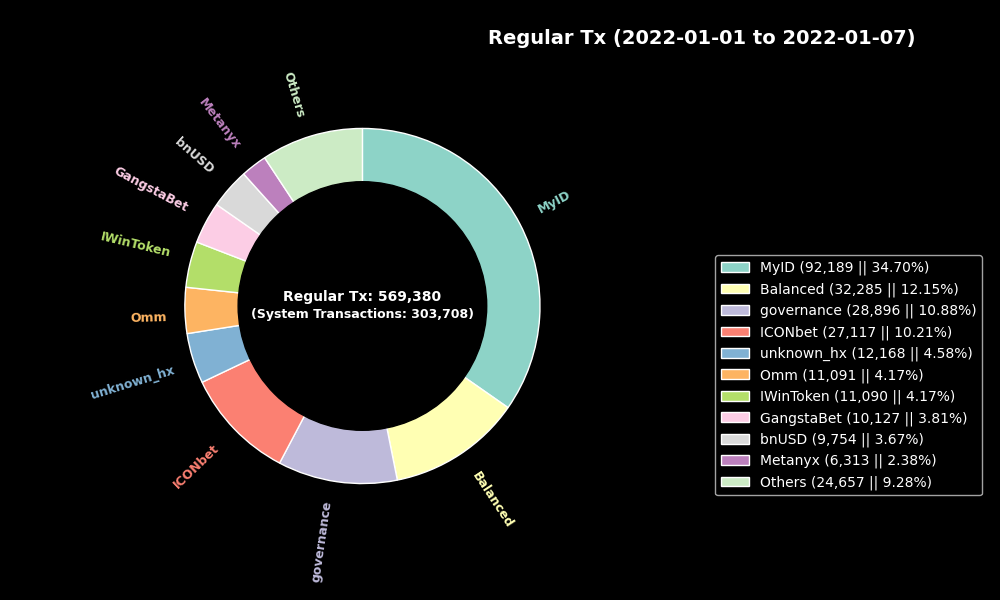 Regular Tx (2022-01-01 to 2022-01-07)
Others
Metanyx
bnUSD
GangstaBet
IWinToken
Omm
unknown_hx
ICONbet
governance
Balanced
MyID
Regular Tx: 569,380
(System Transactions: 303,708)
MyID (92,189 || 34.70%)
Balanced (32,285 || 12.15%)
governance (28,896 || 10.88%)
ICONbet (27,117 || 10.21%)
unknown_hx (12,168 || 4.58%)
Omm (11,091 || 4.17%)
IWinToken (11,090 || 4.17%)
GangstaBet (10,127 || 3.81%)
bnUSD (9,754 || 3.67%)
Metanyx (6,313 || 2.38%)
Others (24,657 || 9.28%)